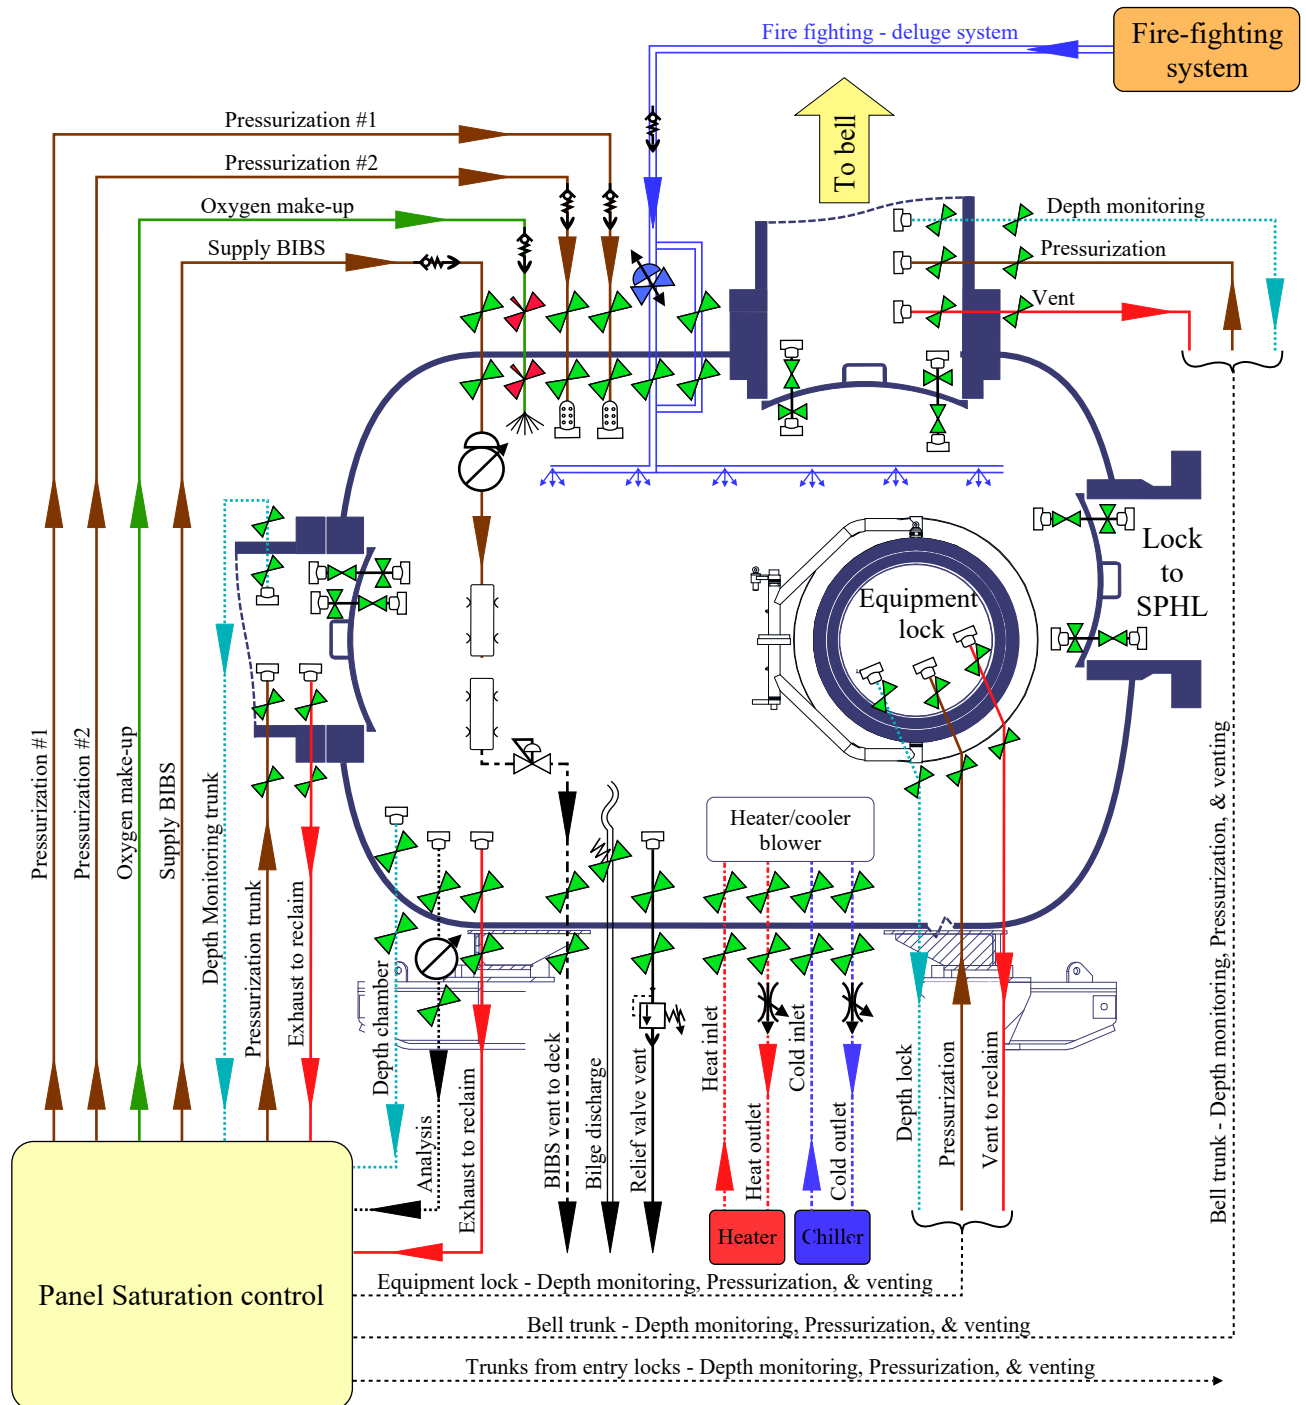 Fire fighting - deluge system
Fire-fighting
system
To bell
Pressurization #1
Pressurization #2
Oxygen make-up
Supply BIBS
Depth monitoring
Pressurization
Vent
Lock
to
SPHL
Equipment
lock
Heater/cooler
blower
Pressurization #1
Pressurization #2
Oxygen make-up
Supply BIBS
Depth Monitoring trunk
Pressurization trunk
Exhaust to reclaim
Depth chamber
Analysis
Exhaust to reclaim
BIBS vent to deck
Bilge discharge
Relief valve vent
Heat inlet
Heat outlet
Cold inlet
Cold outlet
Depth lock
Pressurization
Vent to reclaim
Bell trunk - Depth monitoring, Pressurization, & venting
Heater
Chiller
Panel Saturation control
Equipment lock - Depth monitoring, Pressurization, & venting
Bell trunk - Depth monitoring, Pressurization, & venting
Trunks from entry locks - Depth monitoring, Pressurization, & venting